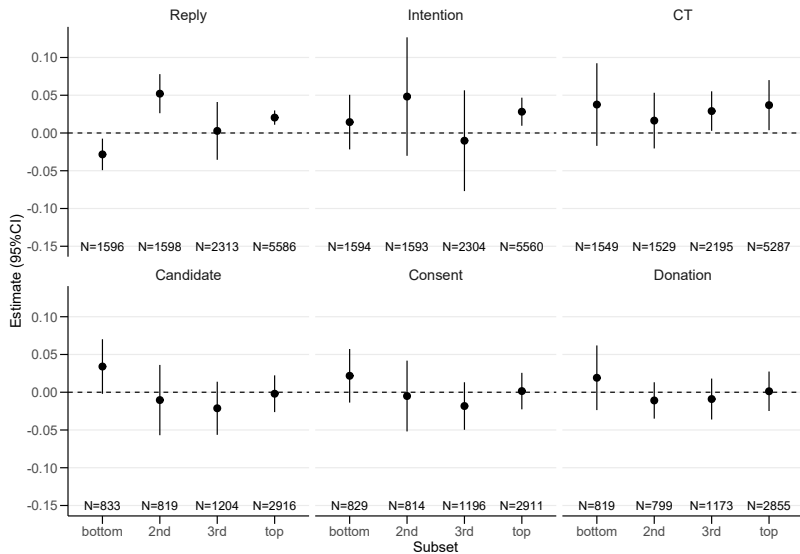 Reply Intention CT
0.10
0.05
0.00
-0.05
-0.10
-0.15
N=1596 N=1598 N=2313 N=5586 N=1594 N=1593 N=2304 N=5560 N=1549 N=1529 N=2195 N=5287
Estimate (95%CI)
Candidate Consent Donation
0.10
0.05
0.00
-0.05
-0.10
-0.15
N=833 N=819 N=1204 N=2916 N=829 N=814 N=1196 N=2911 N=819 N=799 N=1173 N=2855
bottom 2nd 3rd top bottom 2nd 3rd top bottom 2nd 3rd top
Subset